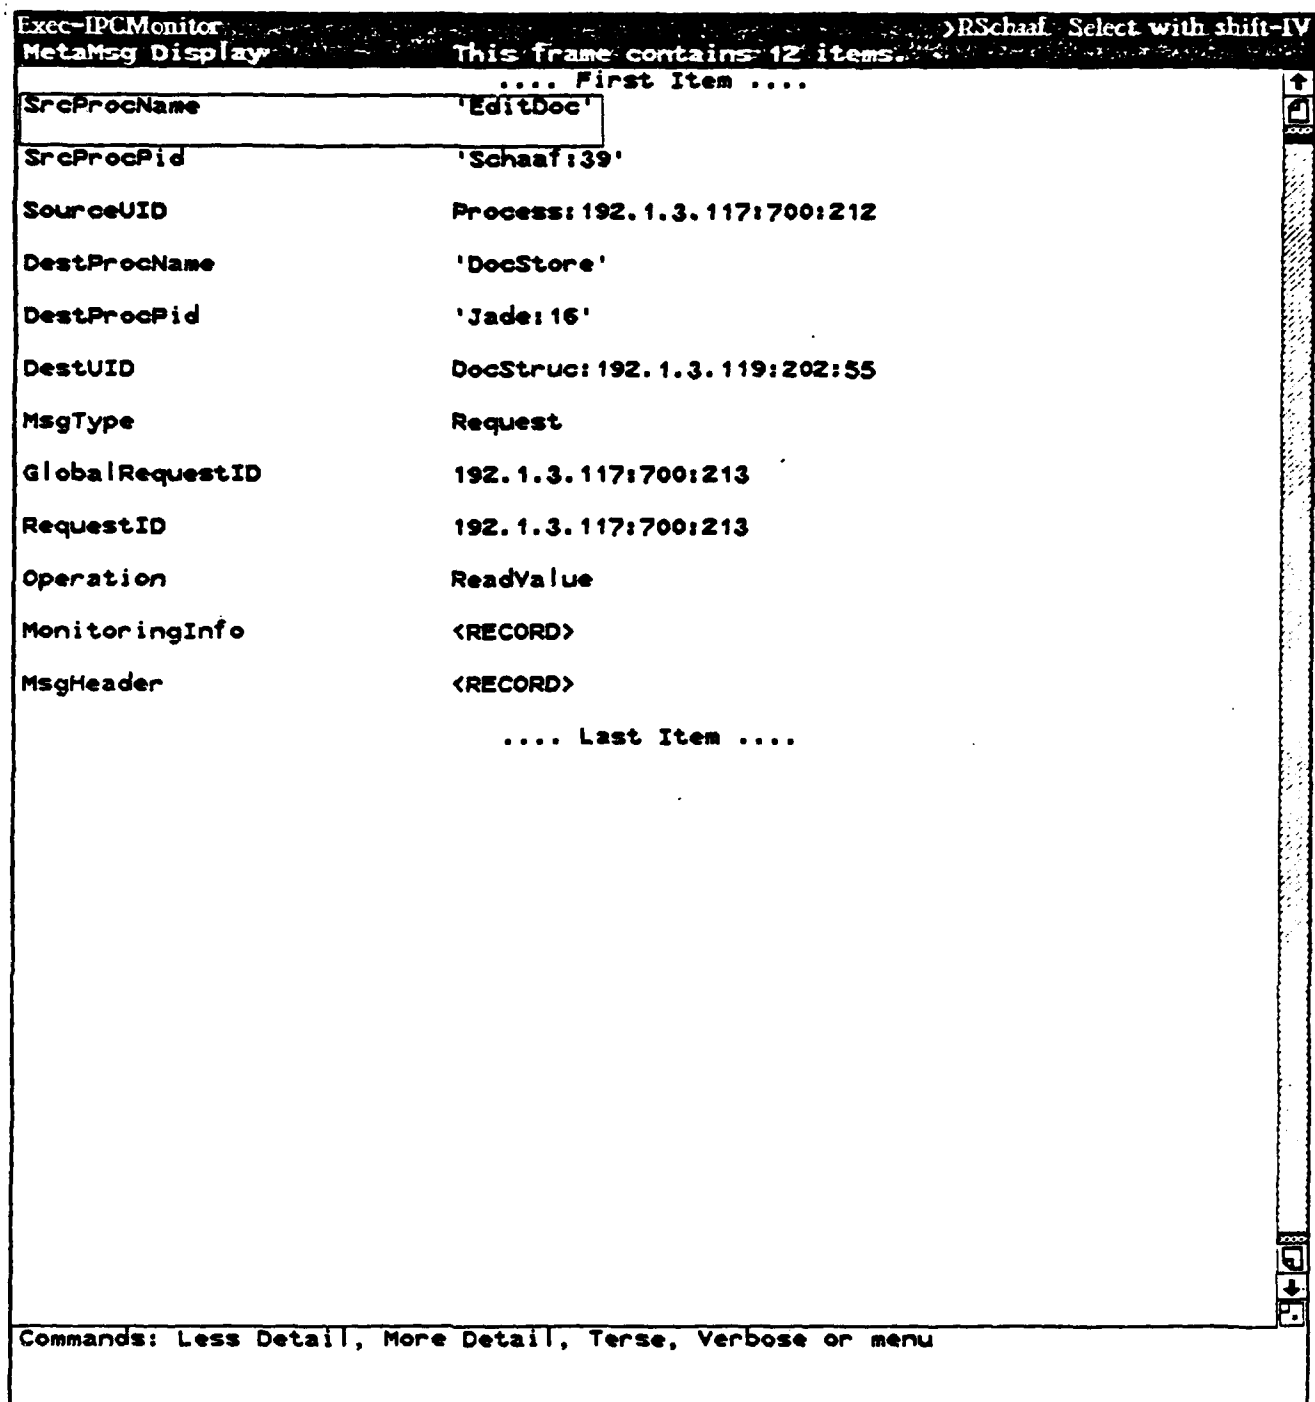 Exec-IPCMonitor >RSchaaf. Select with shift-IV
MetaMsg Display This frame contains 12 items.
.... First Item ....
SrcProcName 'EditDoc'
SrcProcPid 'Schaaf:39'
SourceUID Process:192.1.3.117:700:212
DestProcName 'DocStore'
DestProcPid 'Jade:16'
DestUID DocStruc:192.1.3.119:202:55
MsgType Request
GlobalRequestID 192.1.3.117:700:213
RequestID 192.1.3.117:700:213
Operation ReadValue
MonitoringInfo <RECORD>
MsgHeader <RECORD>
.... Last Item ....
Commands: Less Detail, More Detail, Terse, Verbose or menu